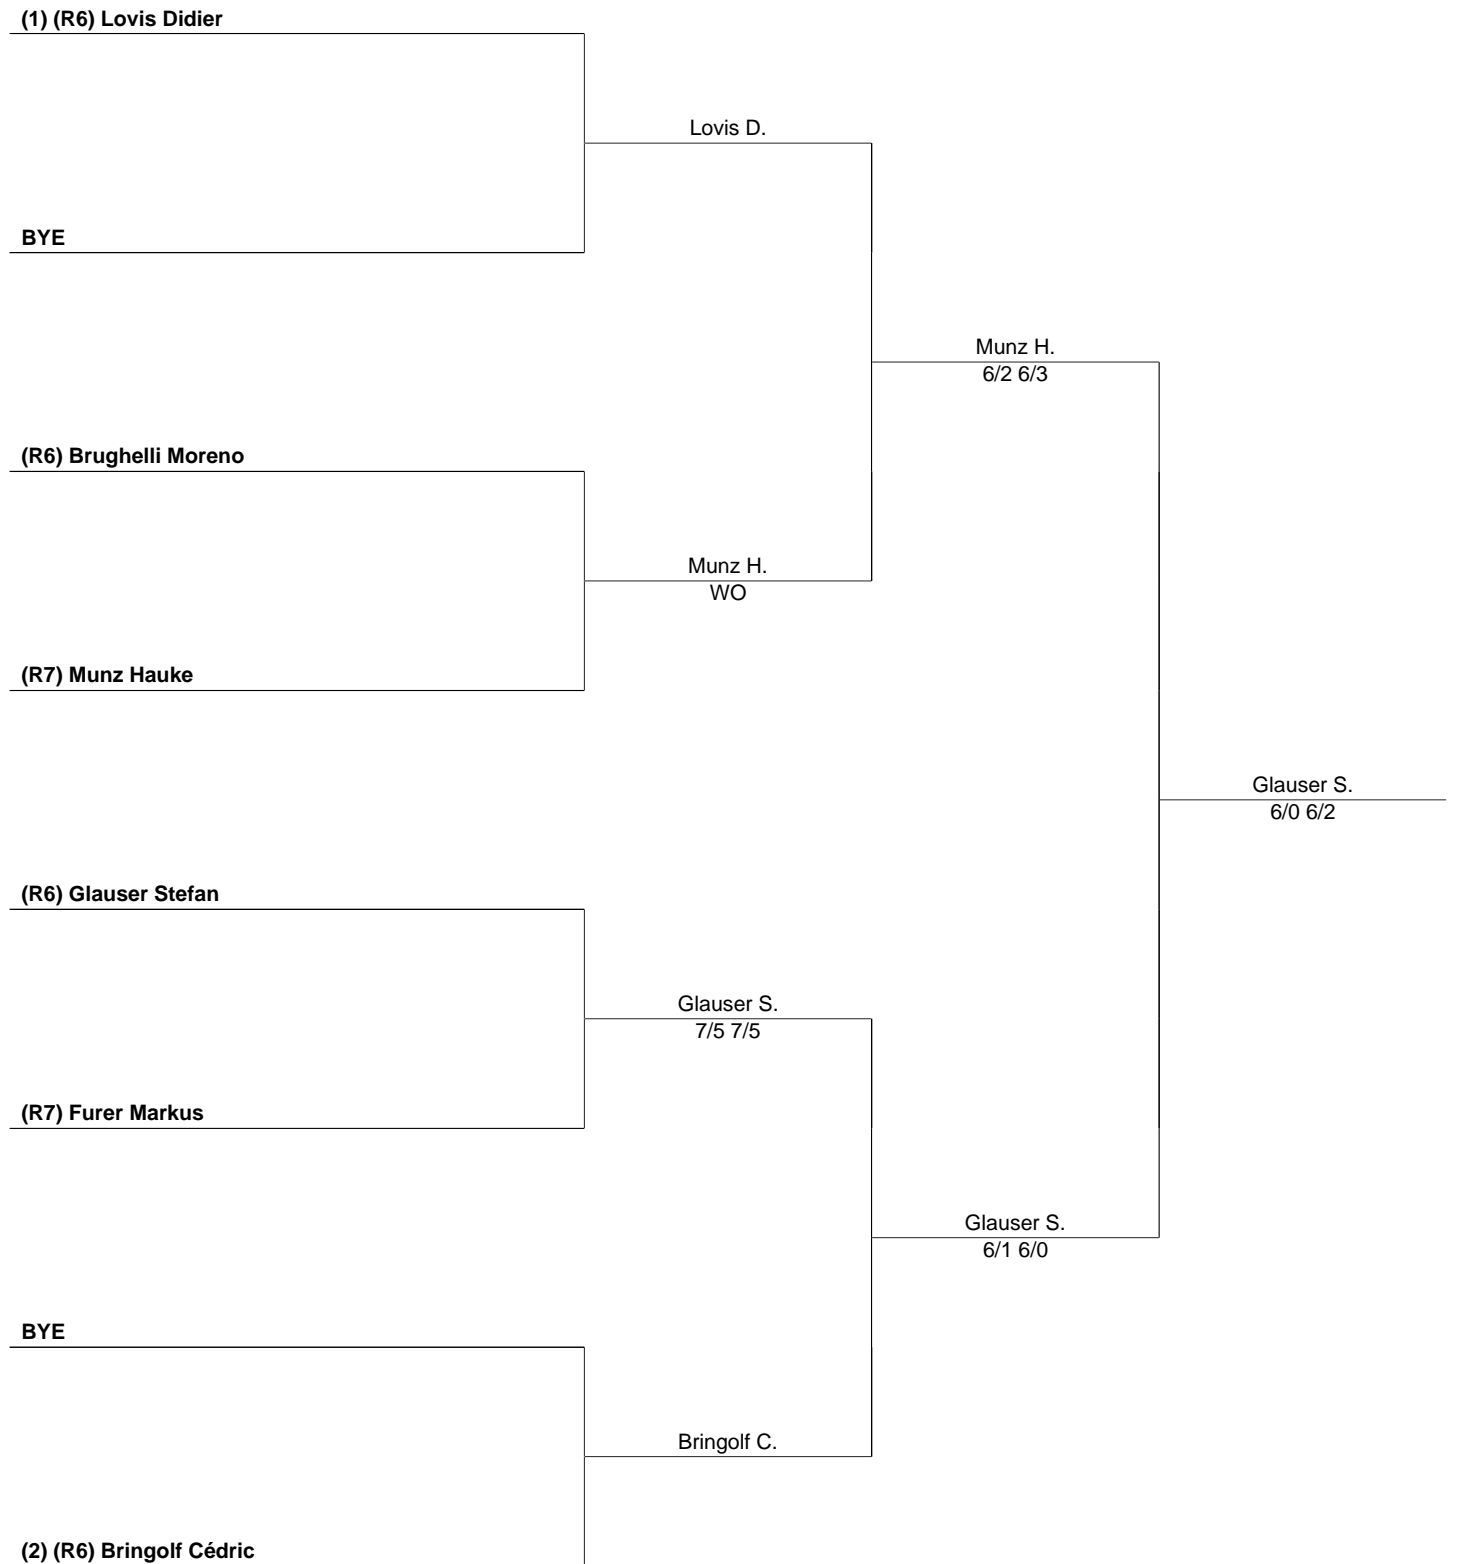 (1) (R6) Lovis Didier
Lovis D.
BYE
Munz H.
6/2 6/3
(R6) Brughelli Moreno
Munz H.
WO
(R7) Munz Hauke
Glauser S.
6/0 6/2
(R6) Glauser Stefan
Glauser S.
7/5 7/5
(R7) Furer Markus
Glauser S.
6/1 6/0
BYE
Bringolf C.
(2) (R6) Bringolf Cédric